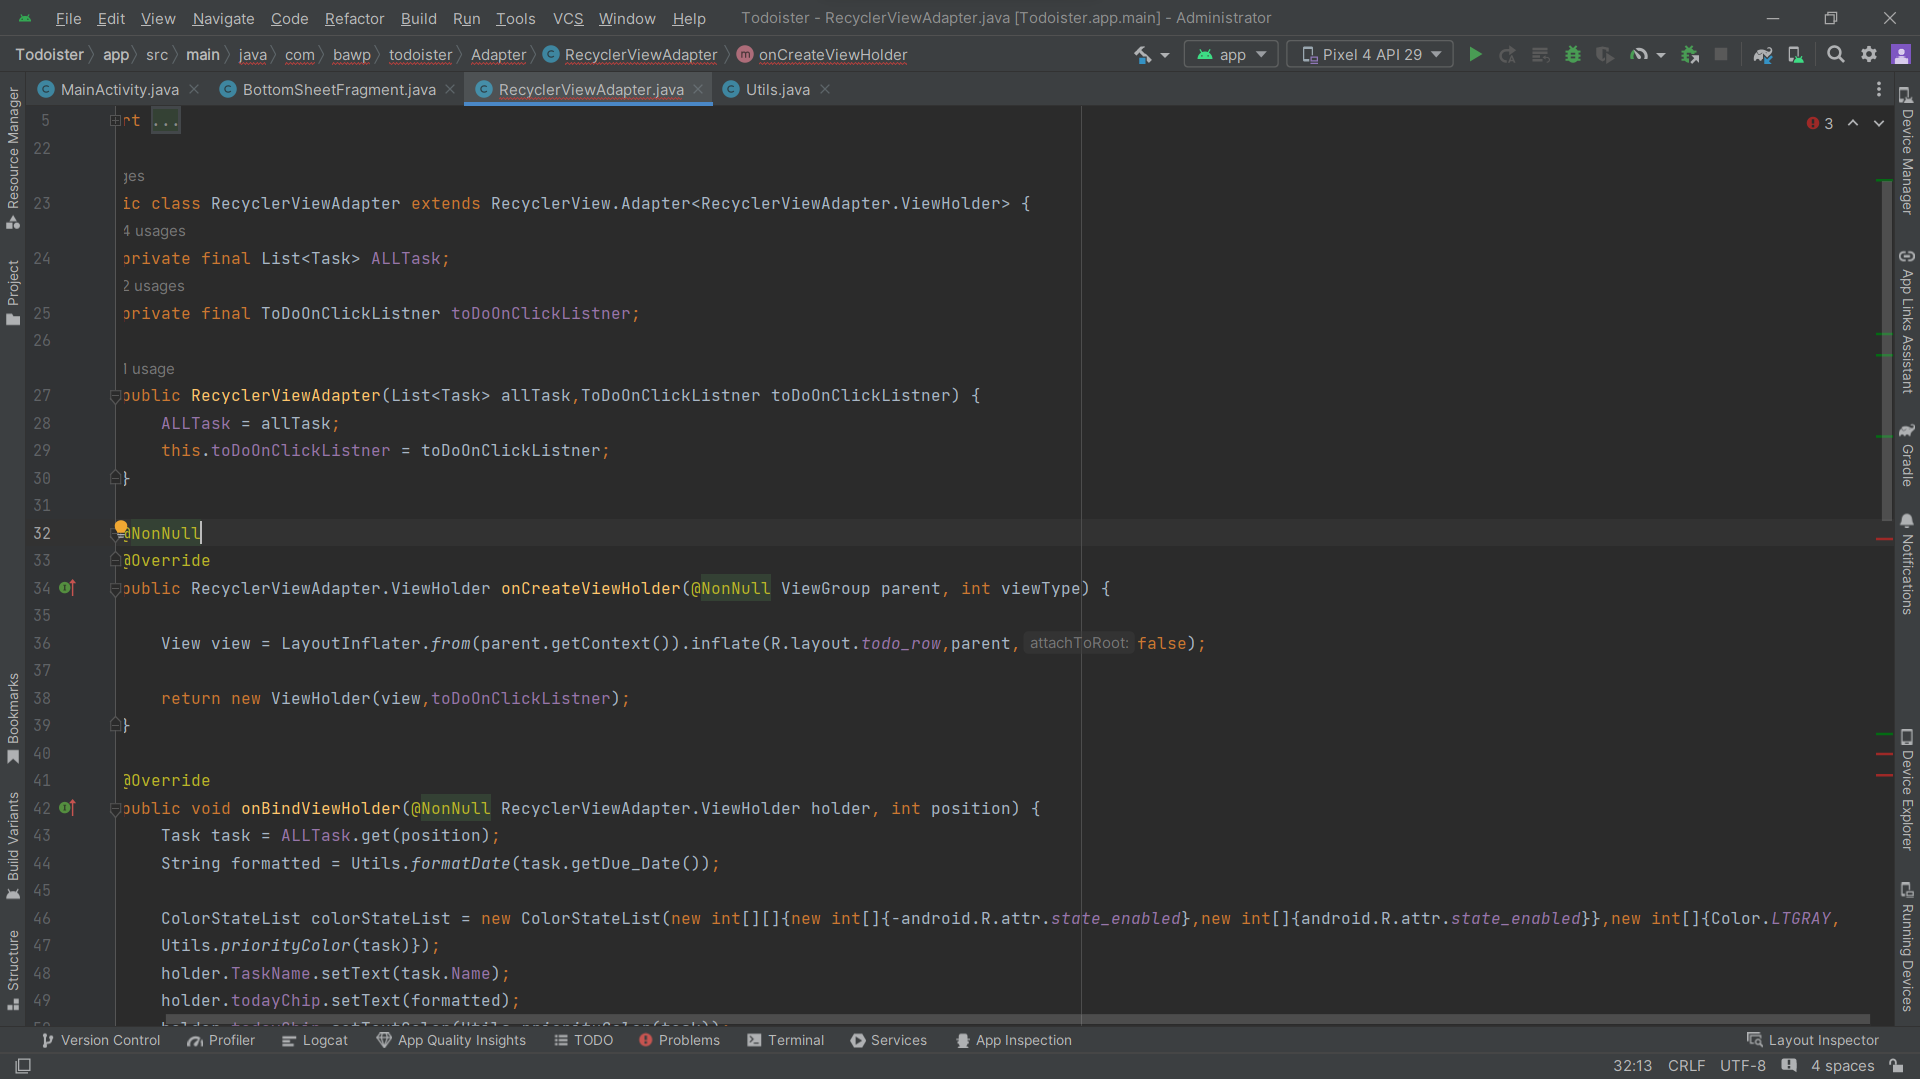 File Edit View Navigate Code Refactor Build Run Tools VCS Window Help Todoister - RecyclerViewAdapter.java [Todoister.app.main] - Administrator
Todoister app src main java com bawp todoister Adapter RecyclerViewAdapter onCreateViewHolder app Pixel 4 API 29
MainActivity.java BottomSheetFragment.java RecyclerViewAdapter.java Utils.java
Resource Manager
Project
Bookmarks
Build Variants
Structure
5 rt ...
3
22
ges
23 ic class RecyclerViewAdapter extends RecyclerView.Adapter<RecyclerViewAdapter.ViewHolder> {
4 usages
24 private final List<Task> ALLTask;
2 usages
25 private final ToDoOnClickListner toDoOnClickListner;
26
1 usage
27 public RecyclerViewAdapter(List<Task> allTask,ToDoOnClickListner toDoOnClickListner) {
28 ALLTask = allTask;
29 this.toDoOnClickListner = toDoOnClickListner;
30 }
31
32 @NonNull
33 @Override
34 public RecyclerViewAdapter.ViewHolder onCreateViewHolder(@NonNull ViewGroup parent, int viewType) {
35
36 View view = LayoutInflater.from(parent.getContext()).inflate(R.layout.todo_row,parent, attachToRoot: false);
37
38 return new ViewHolder(view,toDoOnClickListner);
39 }
40
41 @Override
42 public void onBindViewHolder(@NonNull RecyclerViewAdapter.ViewHolder holder, int position) {
43 Task task = ALLTask.get(position);
44 String formatted = Utils.formatDate(task.getDue_Date());
45
46 ColorStateList colorStateList = new ColorStateList(new int[][]{new int[]{-android.R.attr.state_enabled},new int[]{android.R.attr.state_enabled}},new int[]{Color.LTGRAY,
47 Utils.priorityColor(task)});
48 holder.TaskName.setText(task.Name);
49 holder.todayChip.setText(formatted);
Device Manager
App Links Assistant
Gradle
Notifications
Device Explorer
Running Devices
Version Control Profiler Logcat App Quality Insights TODO Problems Terminal Services App Inspection Layout Inspector
32:13 CRLF UTF-8 4 spaces